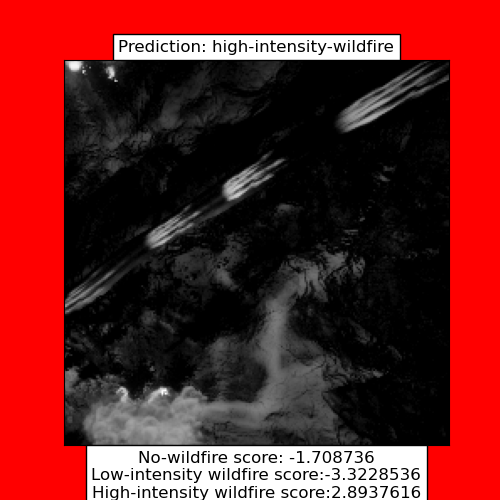 Prediction: high-intensity-wildfire
No-wildfire score: -1.708736
Low-intensity wildfire score:-3.3228536
High-intensity wildfire score:2.8937616